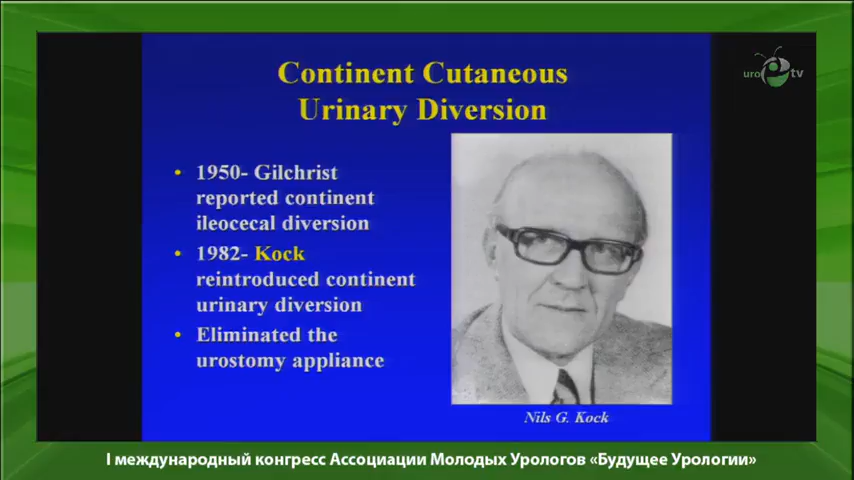 Continent Cutaneous
Urinary Diversion
uro tv
• 1950- Gilchrist
reported continent
ileocecal diversion
• 1982- Kock
reintroduced continent
urinary diversion
• Eliminated the
urostomy appliance
Nils G. Kock
I международный конгресс Ассоциации Молодых Урологов «Будущее Урологии»